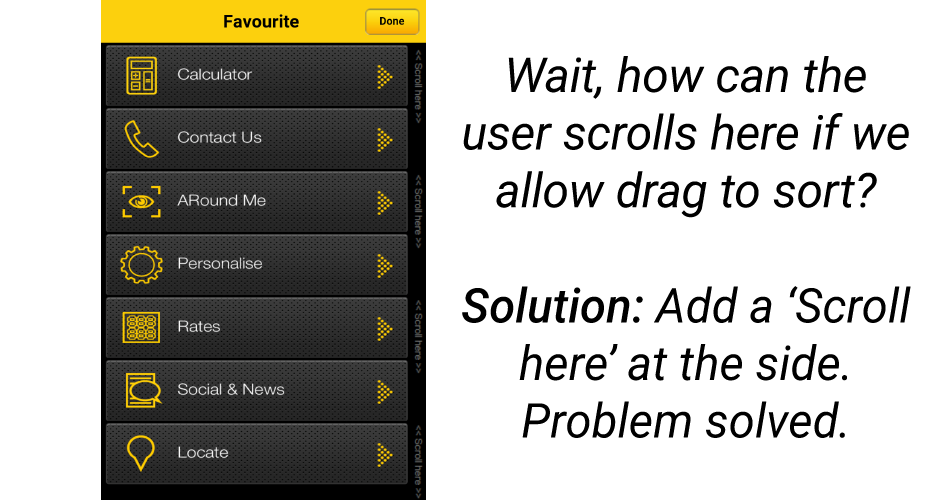 Favourite
Done
Calculator
Contact Us
ARound Me
Personalise
Rates
Social & News
Locate
<< Scroll here >>
<< Scroll here >>
<< Scroll here >>
<< Scroll here >>
Wait, how can the
user scrolls here if we
allow drag to sort?
Solution: Add a ‘Scroll
here’ at the side.
Problem solved.